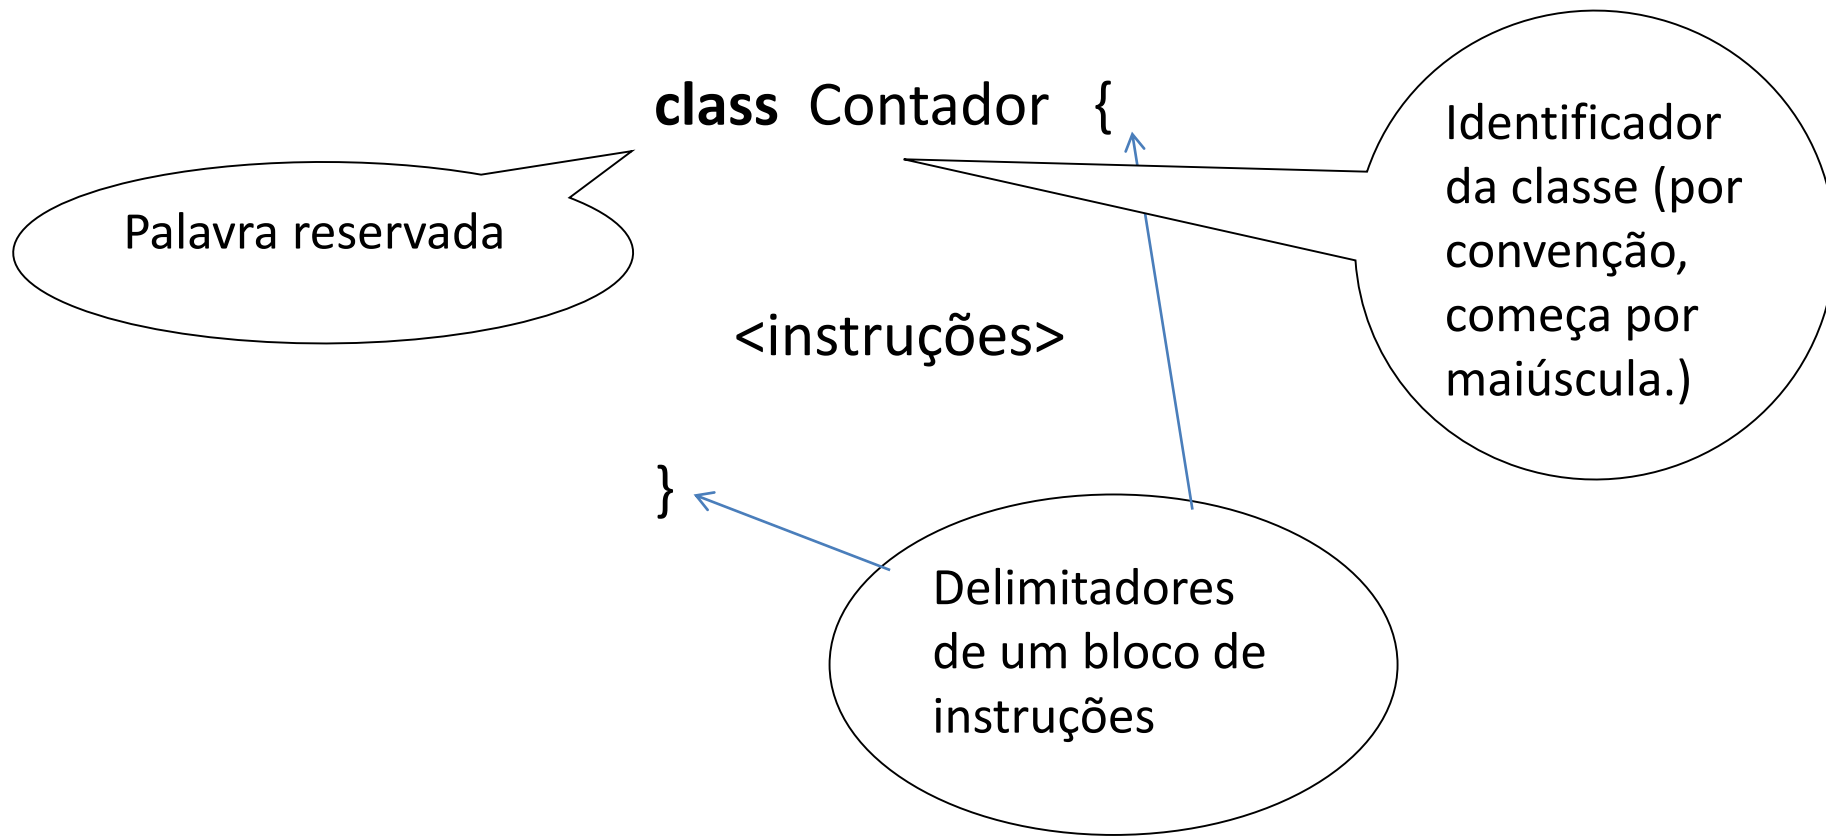 class Contador {
Palavra reservada
Identificador
da classe (por
convenção,
começa por
maiúscula.)
<instruções>
}
Delimitadores
de um bloco de
instruções